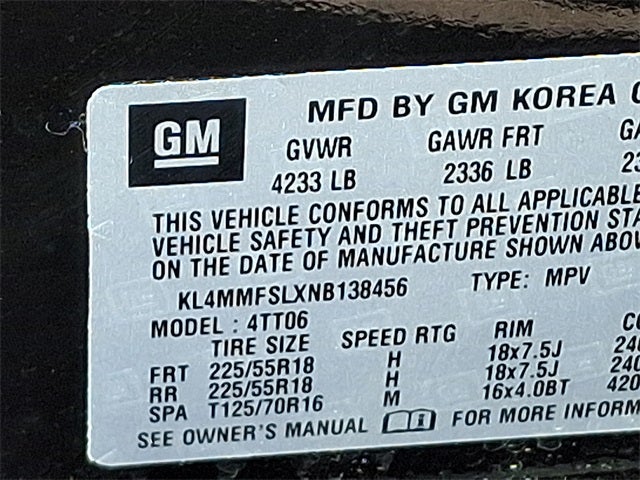 GM
MFD BY GM KOREA
GVWR GAWR FRT
4233 LB 2336 LB
THIS VEHICLE CONFORMS TO ALL APPLICABLE
VEHICLE SAFETY AND THEFT PREVENTION
ON THE DATE OF MANUFACTURE SHOWN
KL4MMFSLXNB138456 TYPE: MPV
MODEL : 4TT06
TIRE SIZE SPEED RTG RIM
FRT 225/55R18 H 18x7.5J
RR 225/55R18 H 18x7.5J
SPA T125/70R16 M 16x4.0BT 420
SEE OWNER'S MANUAL FOR MORE